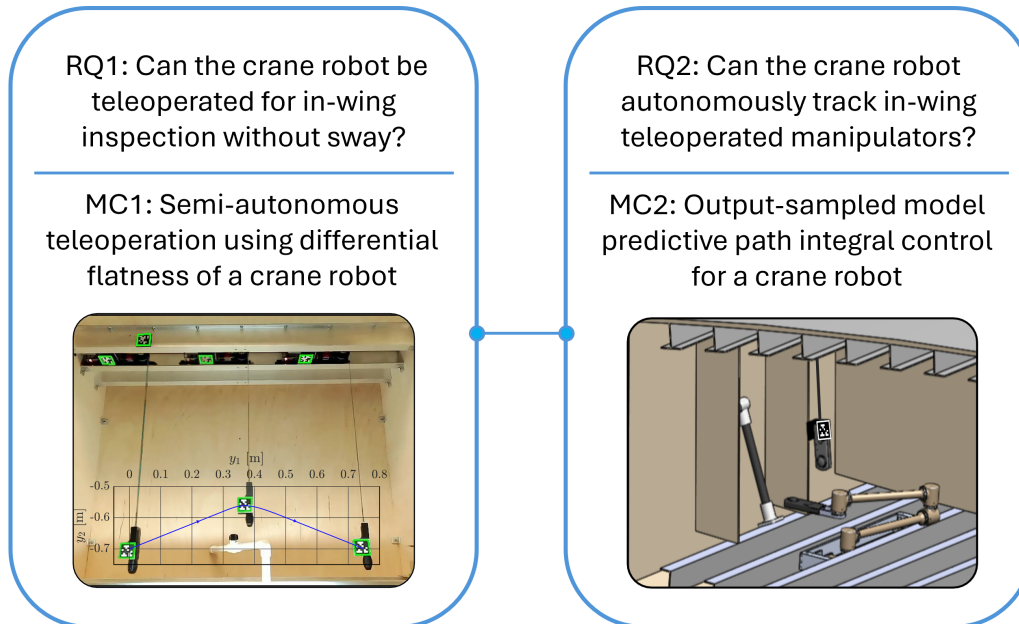 RQ1: Can the crane robot be
teleoperated for in-wing
inspection without sway?
MC1: Semi-autonomous
teleoperation using differential
flatness of a crane robot
y₁ [m]
0 0.1 0.2 0.3 0.4 0.5 0.6 0.7 0.8
-0.5
-0.6
-0.7
y₂ [m]
RQ2: Can the crane robot
autonomously track in-wing
teleoperated manipulators?
MC2: Output-sampled model
predictive path integral control
for a crane robot